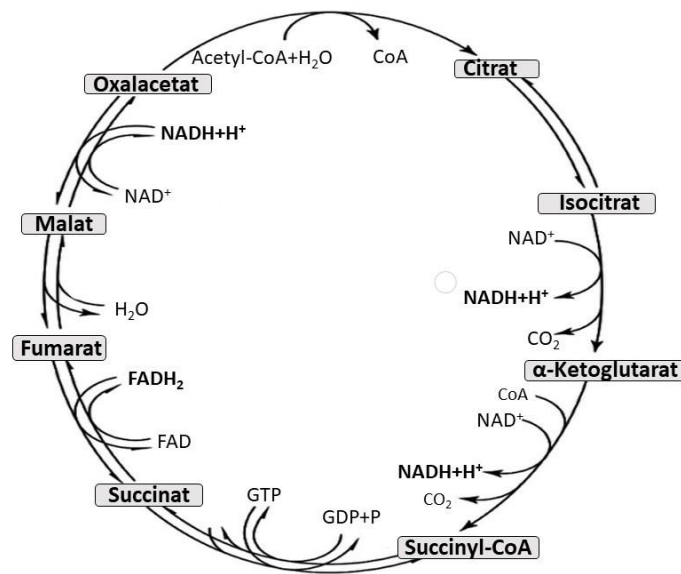 Acetyl-CoA+H₂O
CoA
Citrat
Oxalacetat
NADH+H⁺
NAD⁺
Isocitrat
Malat
NAD⁺
NADH+H⁺
H₂O
CO₂
Fumarat
α-Ketoglutarat
FADH₂
CoA
NAD⁺
FAD
NADH+H⁺
Succinat
GTP
CO₂
GDP+P
Succinyl-CoA